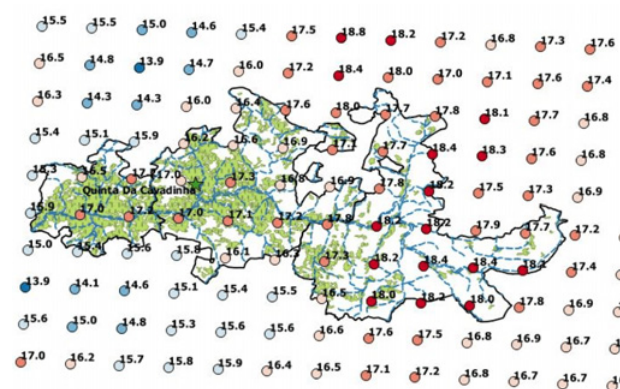 15.5 15.5 15.0 14.6 15.4 17.5 18.8 18.2 17.2 16.8 17.3 17.6
16.5 14.8 13.9 14.7 16.0 17.2 18.4 18.0 17.0 17.1 17.6 17.4
16.3 14.3 14.3 16.0 16.4 17.6 18.0 17.7 17.8 18.1 17.7 16.8
15.4 15.1 15.9 16.2 16.6 16.9 17.1 17.7 18.4 18.3 17.6 16.8
16.5 17.0 17.3 16.8 16.9 17.8 18.2 17.5 17.3 16.9
Quinta Da Cavadinha
16.9 17.0 17.2 17.0 17.1 17.2 17.8 18.2 18.2 17.9 17.7 17.2
15.0 15.4 15.6 15.8 16.1 17.3 18.2 18.4 18.4 18.2 17.4
13.9 14.1 14.6 15.1 15.4 15.5 16.5 18.0 18.2 18.0 17.8 16.9
15.6 15.0 14.8 15.3 15.6 15.6 16.6 17.6 17.5 16.8 16.9 16.7
17.0 16.2 15.7 15.8 15.9 16.4 16.5 17.1 17.2 16.8 16.7 16.7